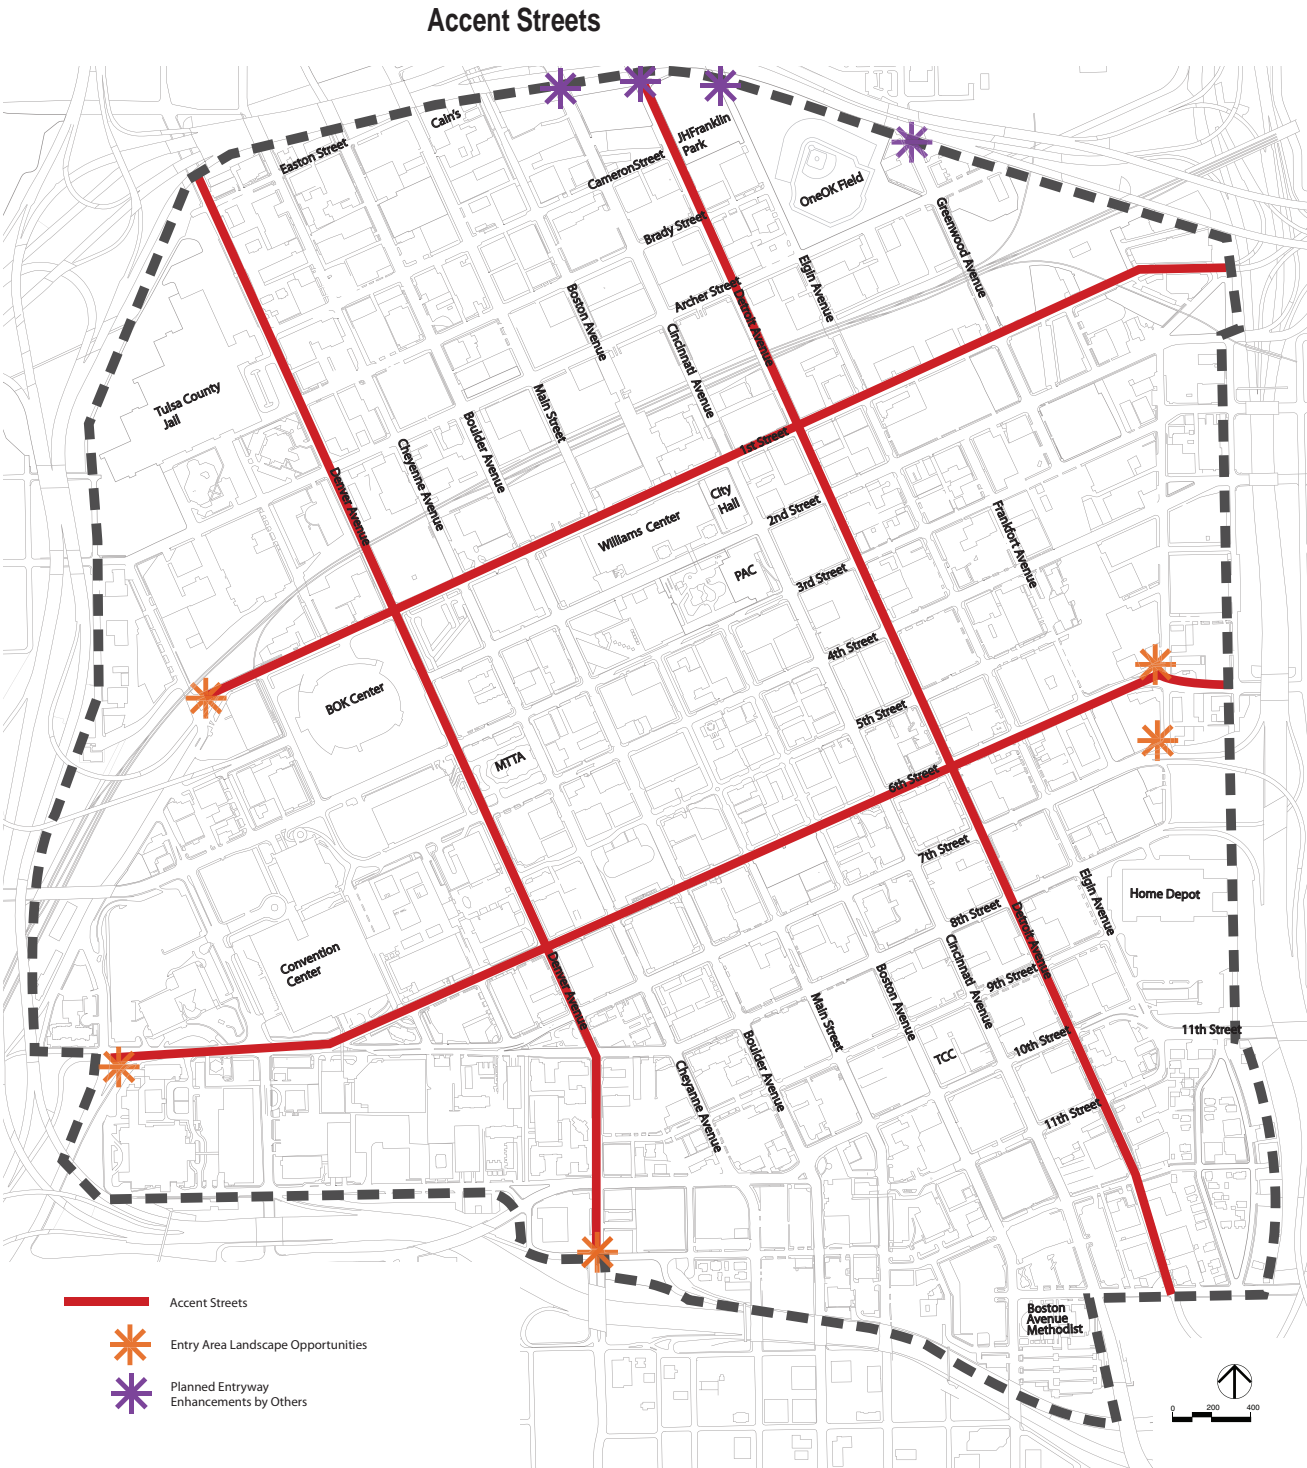 Accent Streets
Cain's
Easton Street
JHFranklin
Park
CameronStreet
OneOK Field
Brady Street
Greenwood Avenue
Elgin Avenue
Archer Street
Detroit Avenue
Boston Avenue
Cincinnati Avenue
Tulsa County
Jail
Main Street
Boulder Avenue
Cheyenne Avenue
1st Street
Denver Avenue
City
Hall
2nd Street
Williams Center
Frankfort Avenue
PAC
3rd Street
4th Street
BOK Center
5th Street
MTTA
6th Street
7th Street
Elgin Avenue
Home Depot
8th Street
Detroit Avenue
Convention
Center
Cincinnati Avenue
Denver Avenue
Boston Avenue
9th Street
Main Street
11th Street
10th Street
TCC
Boulder Avenue
Cheyanne Avenue
11th Street
Accent Streets
Entry Area Landscape Opportunities
Planned Entryway
Enhancements by Others
Boston
Avenue
Methodist
0 200 400